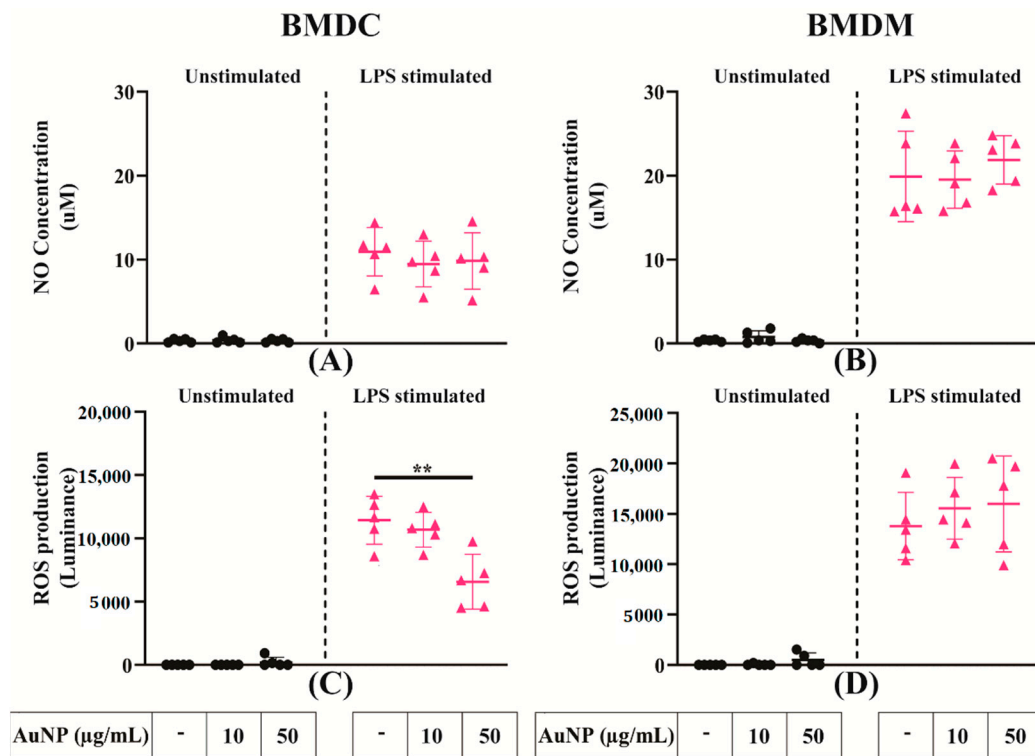 BMDC
BMDM
Unstimulated
LPS stimulated
30
20
10
0
NO Concentration
(uM)
(A)
Unstimulated
LPS stimulated
30
20
10
0
NO Concentration
(uM)
(B)
Unstimulated
LPS stimulated
20,000
15,000
10,000
5000
0
ROS production
(Luminance)
**
(C)
Unstimulated
LPS stimulated
25,000
20,000
15,000
10,000
5000
0
ROS production
(Luminance)
(D)
AuNP (µg/mL) - 10 50 - 10 50
AuNP (µg/mL) - 10 50 - 10 50